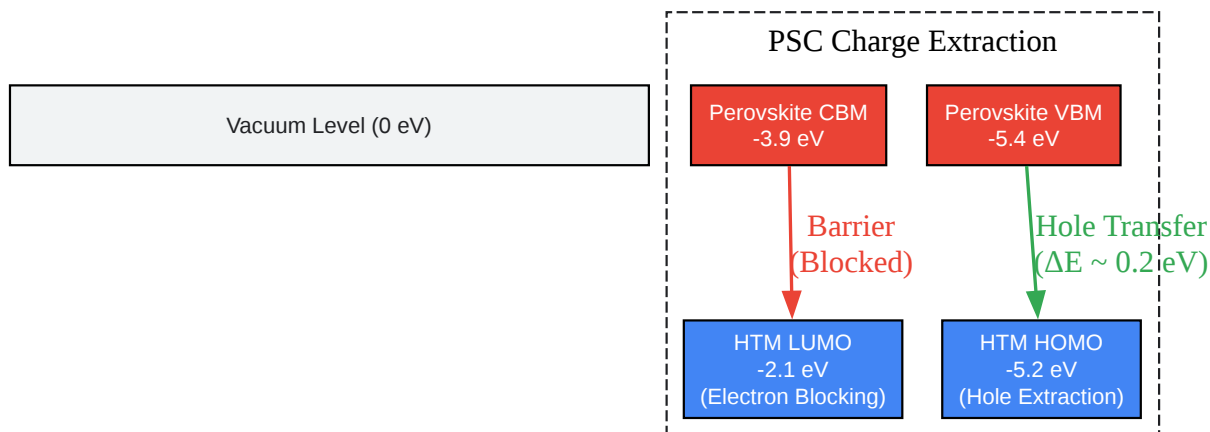 PSC Charge Extraction
Vacuum Level (0 eV)
Perovskite CBM
-3.9 eV
Perovskite VBM
-5.4 eV
Barrier
(Blocked)
Hole Transfer
(ΔE ~ 0.2 eV)
HTM LUMO
-2.1 eV
(Electron Blocking)
HTM HOMO
-5.2 eV
(Hole Extraction)